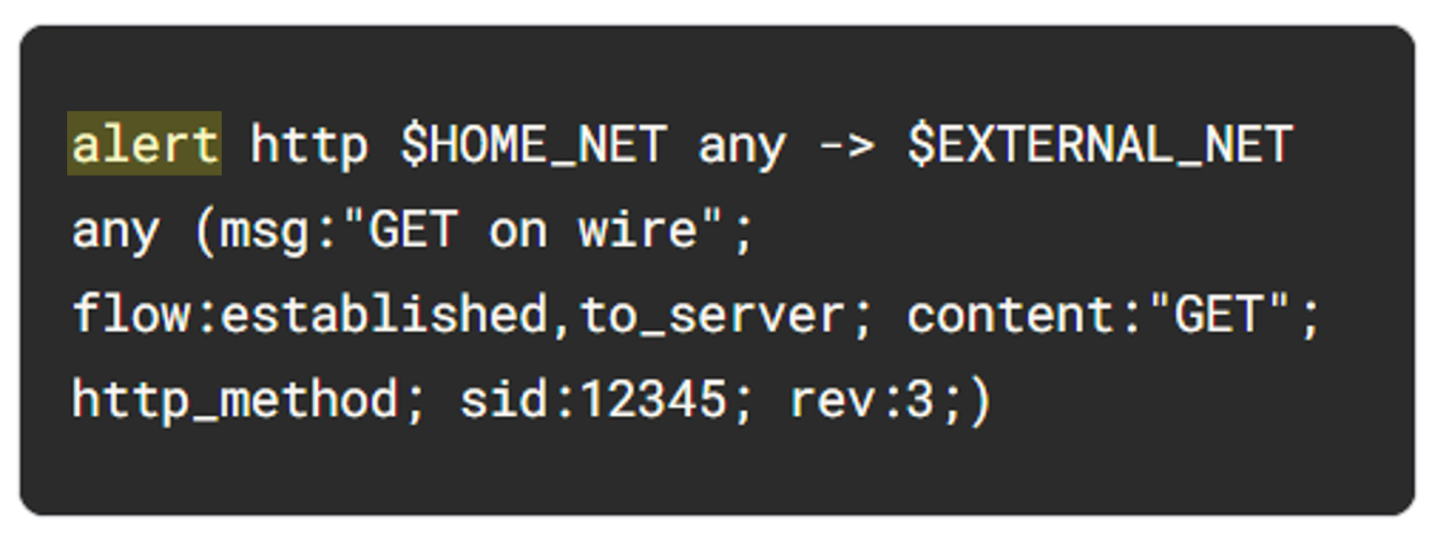 alert http $HOME_NET any -> $EXTERNAL_NET
any (msg:"GET on wire";
flow:established,to_server; content:"GET";
http_method; sid:12345; rev:3;)